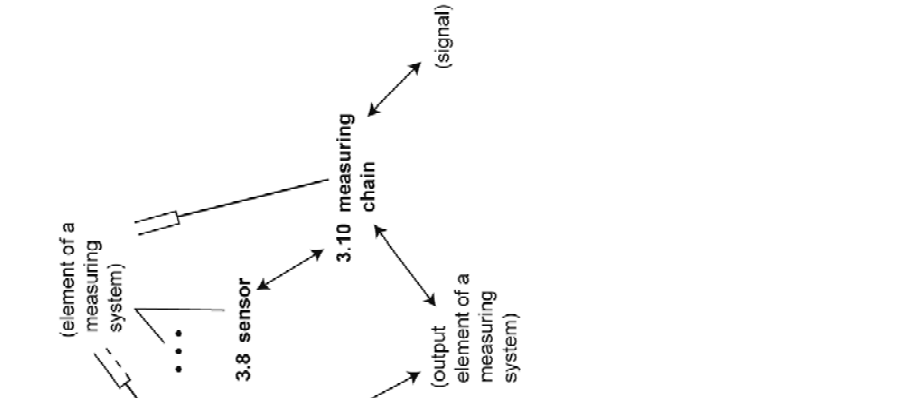 (signal)
3.10 measuring
chain
(element of a
measuring
system)
3.8 sensor
(output
element of a
measuring
system)